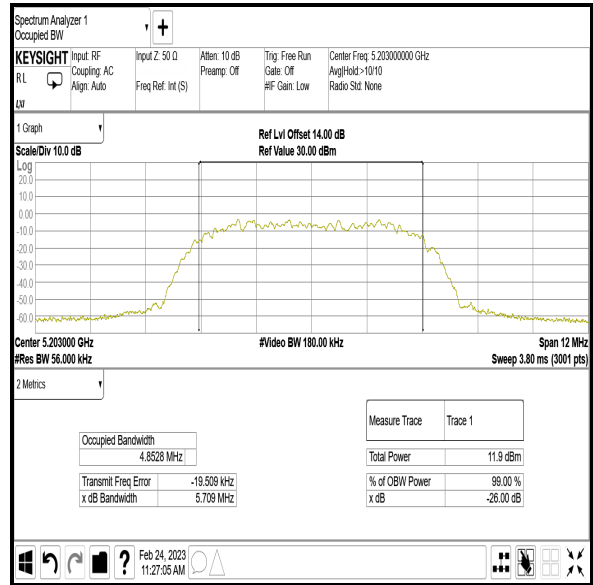 Spectrum Analyzer 1
Occupied BW
+
KEYSIGHT Input: RF Input Z: 50 Ω Atten: 10 dB Trig: Free Run Center Freq: 5.203000000 GHz
RL Coupling: AC Preamp: Off Gate: Off Avg|Hold:>10/10
Align: Auto Freq Ref: Int (S) #IF Gain: Low Radio Std: None
LXI
1 Graph
Ref Lvl Offset 14.00 dB
Scale/Div 10.0 dB Ref Value 30.00 dBm
Log
20.0
10.0
0.00
-10.0
-20.0
-30.0
-40.0
-50.0
-60.0
Center 5.203000 GHz #Video BW 180.00 kHz Span 12 MHz
#Res BW 56.000 kHz Sweep 3.80 ms (3001 pts)
2 Metrics
Measure Trace Trace 1
Occupied Bandwidth
4.8528 MHz Total Power 11.9 dBm
Transmit Freq Error -19.509 kHz % of OBW Power 99.00 %
x dB Bandwidth 5.709 MHz x dB -26.00 dB
? Feb 24, 2023
11:27:05 AM